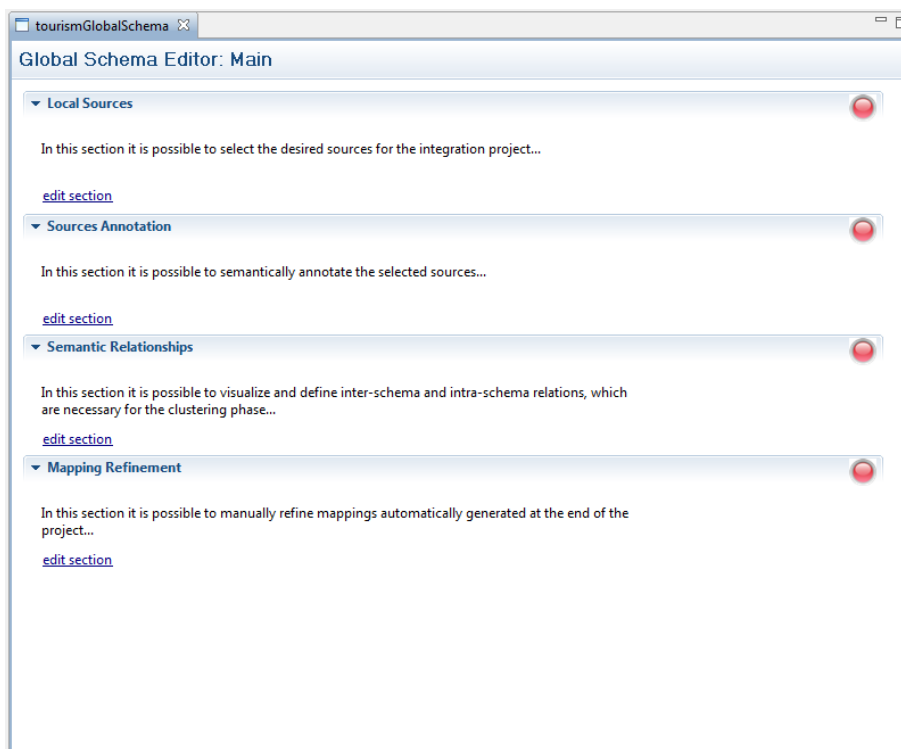 tourismGlobalSchema
Global Schema Editor: Main
Local Sources
In this section it is possible to select the desired sources for the integration project...
edit section
Sources Annotation
In this section it is possible to semantically annotate the selected sources...
edit section
Semantic Relationships
In this section it is possible to visualize and define inter-schema and intra-schema relations, which
are necessary for the clustering phase...
edit section
Mapping Refinement
In this section it is possible to manually refine mappings automatically generated at the end of the
project...
edit section